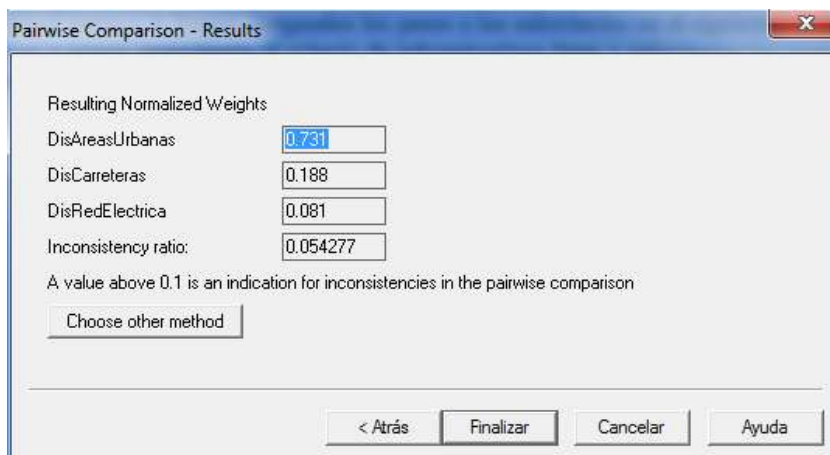 Pairwise Comparison - Results
Resulting Normalized Weights
DisAreasUrbanas 0.731
DisCarreteras 0.188
DisRedElectrica 0.081
Inconsistency ratio: 0.054277
A value above 0.1 is an indication for inconsistencies in the pairwise comparison
Choose other method
< Atrás Finalizar Cancelar Ayuda